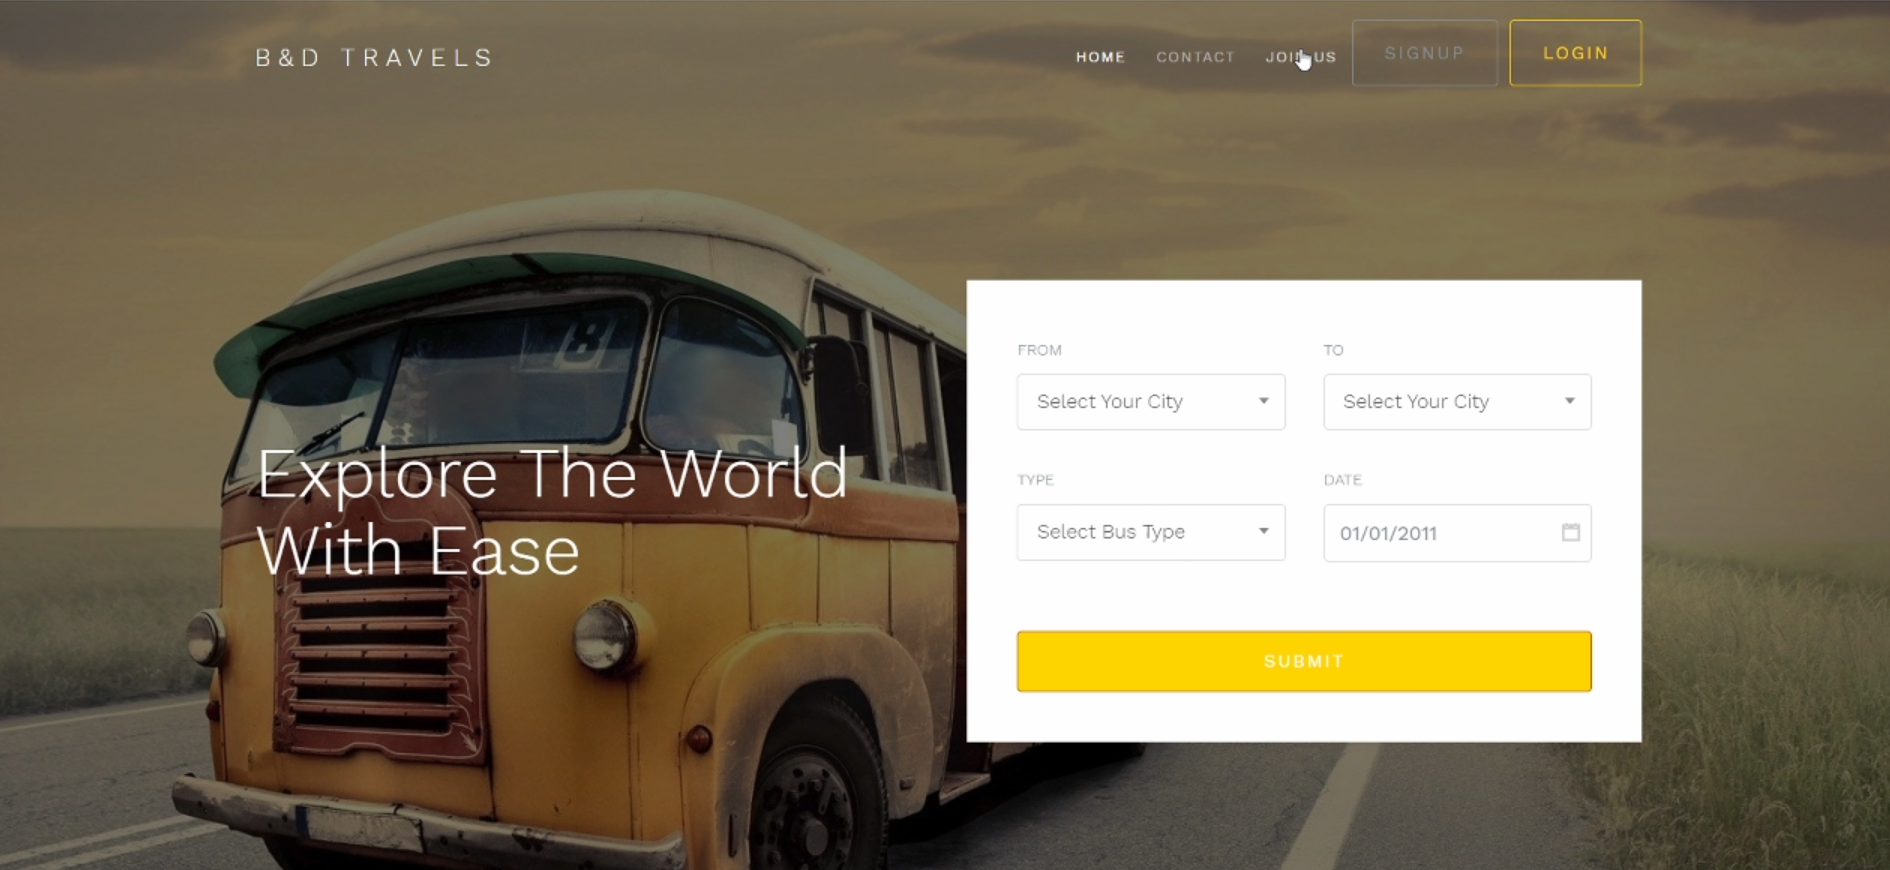 B&D TRAVELS
HOME
CONTACT
JOIN US
SIGNUP
LOGIN
8
Explore The World
With Ease
FROM
TO
Select Your City
Select Your City
TYPE
DATE
Select Bus Type
01/01/2011
SUBMIT